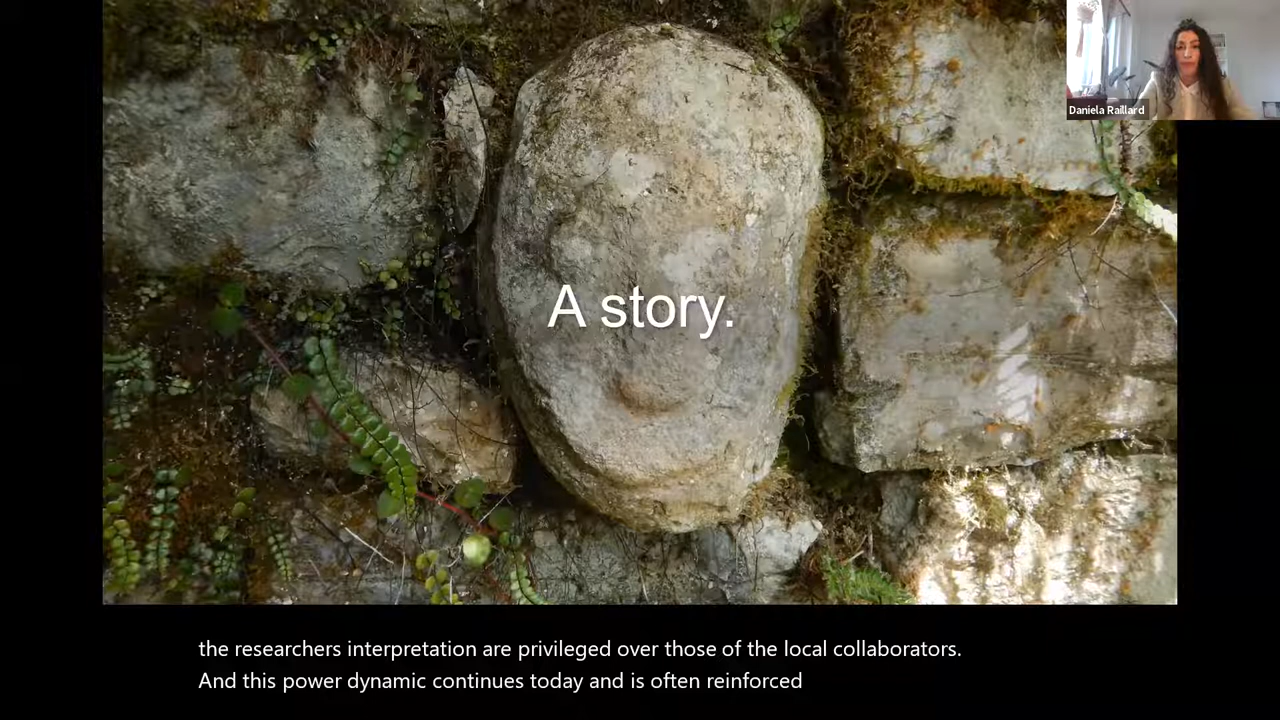 Daniela Raillard
A story.
the researchers interpretation are privileged over those of the local collaborators.
And this power dynamic continues today and is often reinforced